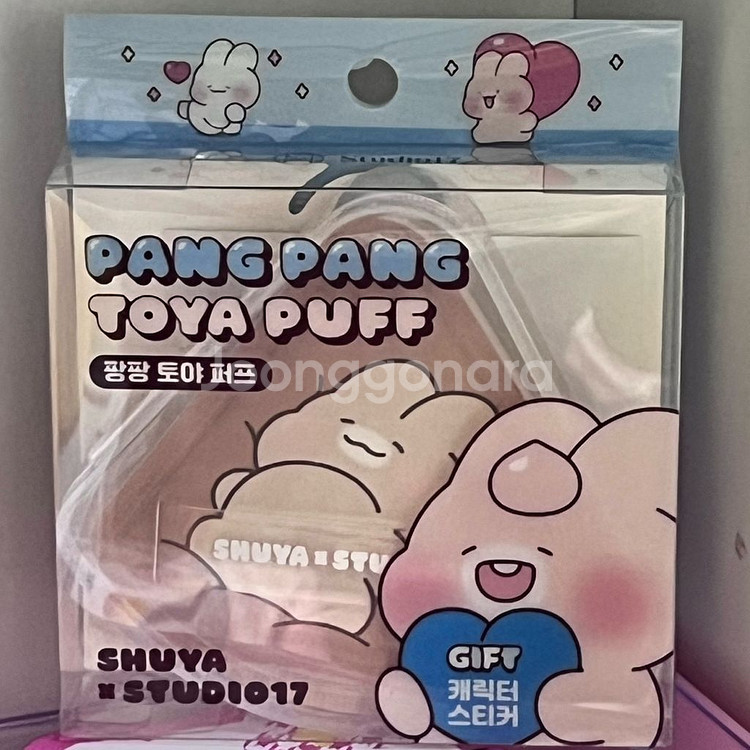 PANG PANG
TOYA PUFF
팡팡 토야 퍼프
Joonggonara
SHUYA × STU
SHUYA
× STUDIO17
GIFT
캐릭터
스티커